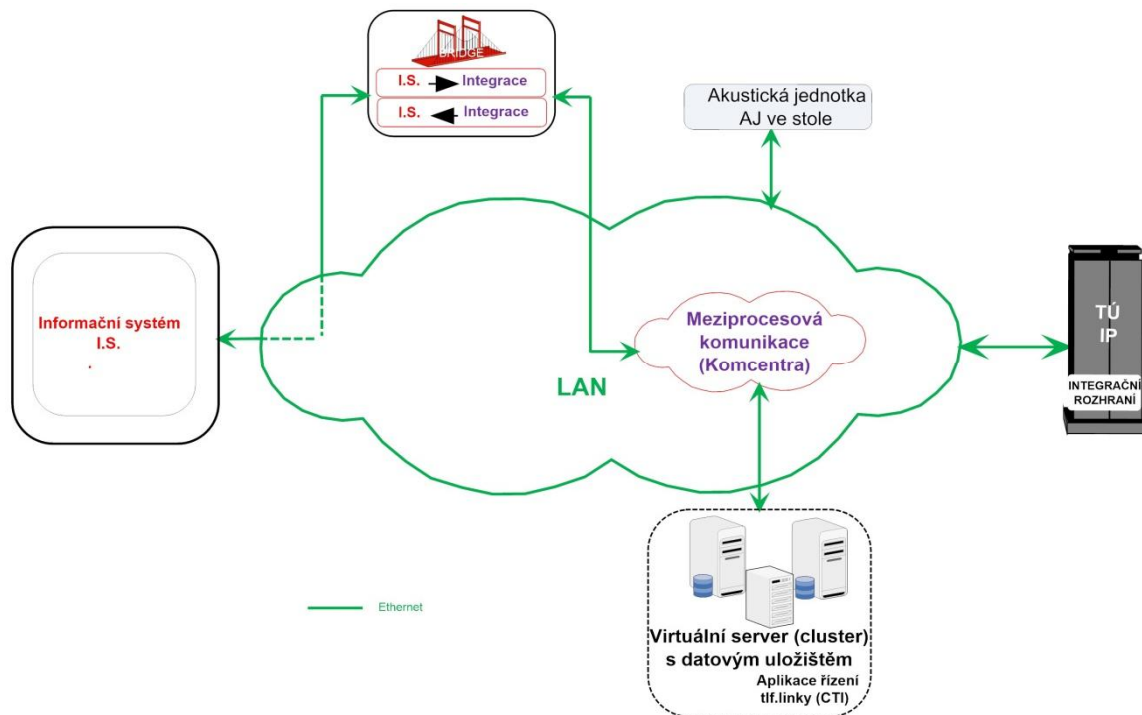 BRIDGE
I.S. Integrace
I.S. Integrace
Akustická jednotka
AJ ve stole
Informační systém
I.S.
Meziprocesová
komunikace
(Komcentra)
LAN
TÚ
IP
INTEGRAČNÍ
ROZHRANÍ
Ethernet
Virtuální server (cluster)
s datovým uložištěm
Aplikace řízení
tlf.linky (CTI)